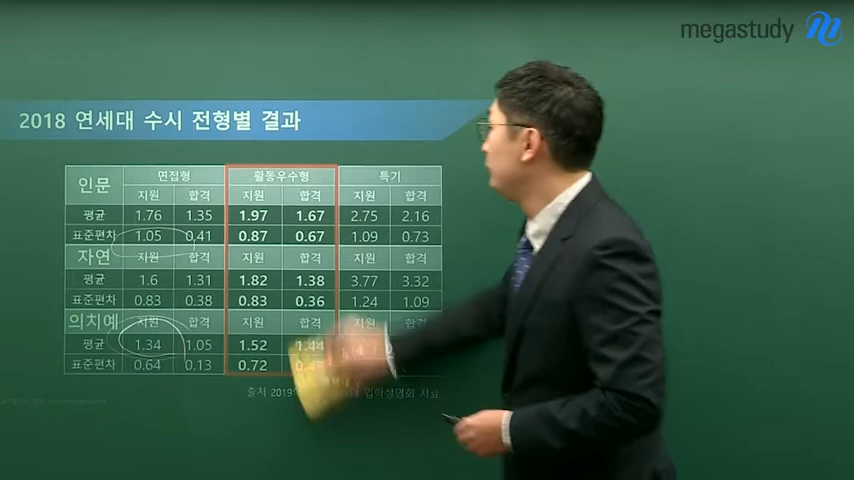 megastudy
2018 연세대 수시 전형별 결과
인문 면접형 활동우수형 특기
지원 합격 지원 합격 지원 합격
평균 1.76 1.35 1.97 1.67 2.75 2.16
표준편차 1.05 0.41 0.87 0.67 1.09 0.73
자연 지원 합격 지원 합격 지원 합격
평균 1.6 1.31 1.82 1.38 3.77 3.32
표준편차 0.83 0.38 0.83 0.36 1.24 1.09
의치예 지원 합격 지원 합격 지원 합격
평균 1.34 1.05 1.52 1.44
표준편차 0.64 0.13 0.72
출처 2019 입학설명회 자료